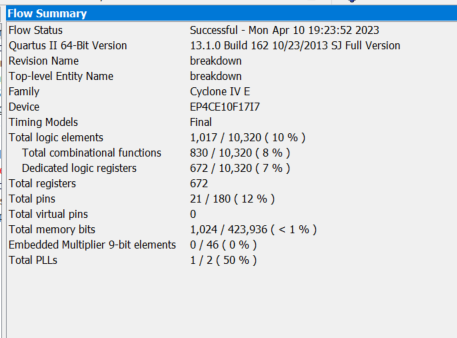 Flow Summary
Flow Status Successful - Mon Apr 10 19:23:52 2023
Quartus II 64-Bit Version 13.1.0 Build 162 10/23/2013 SJ Full Version
Revision Name breakdown
Top-level Entity Name breakdown
Family Cyclone IV E
Device EP4CE10F17I7
Timing Models Final
Total logic elements 1,017 / 10,320 ( 10 % )
Total combinational functions 830 / 10,320 ( 8 % )
Dedicated logic registers 672 / 10,320 ( 7 % )
Total registers 672
Total pins 21 / 180 ( 12 % )
Total virtual pins 0
Total memory bits 1,024 / 423,936 ( < 1 % )
Embedded Multiplier 9-bit elements 0 / 46 ( 0 % )
Total PLLs 1 / 2 ( 50 % )